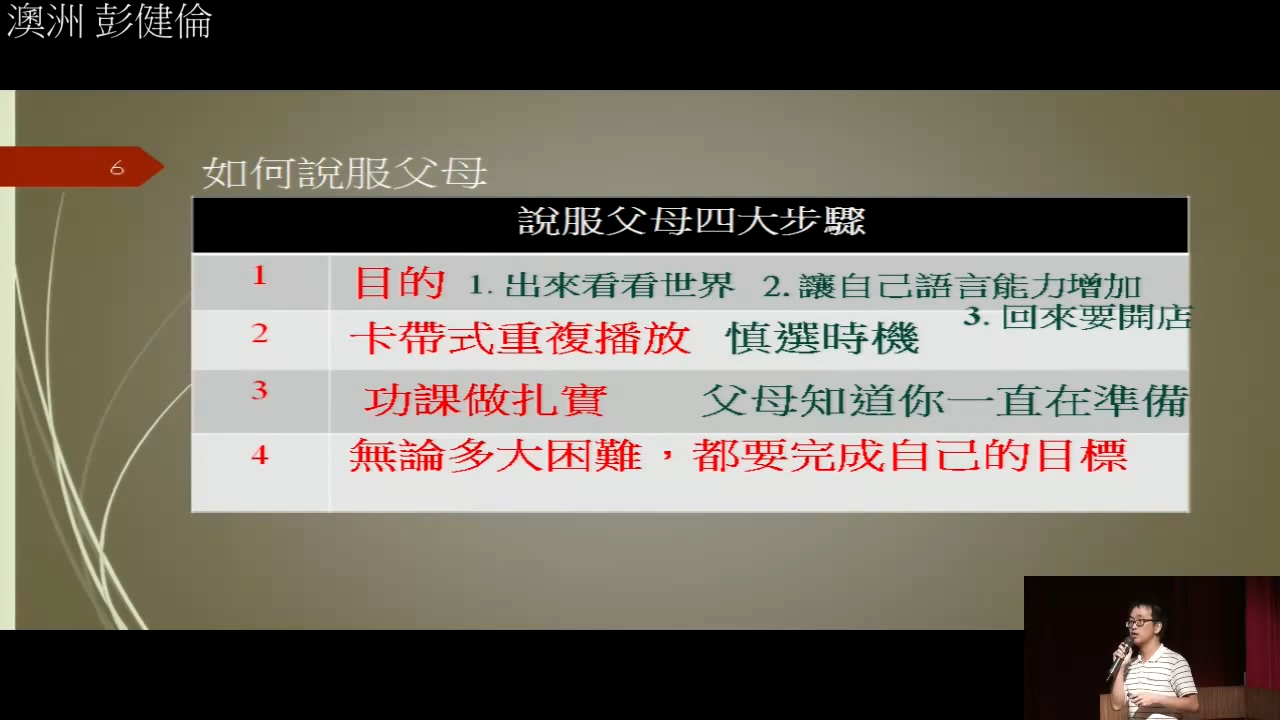 澳洲 彭健倫
6
如何說服父母
說服父母四大步驟
1 目的 1. 出來看看世界 2. 讓自己語言能力增加
3. 回來要開店
2 卡帶式重複播放 慎選時機
3 功課做扎實 父母知道你一直在準備
4 無論多大困難，都要完成自己的目標